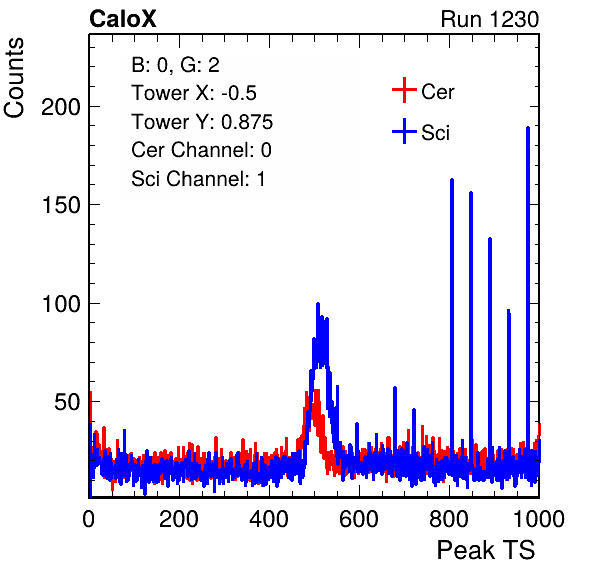 CaloX
Run 1230
Counts
B: 0, G: 2
Tower X: -0.5
Tower Y: 0.875
Cer Channel: 0
Sci Channel: 1
Cer
Sci
200
150
100
50
0
200
400
600
800
1000
Peak TS